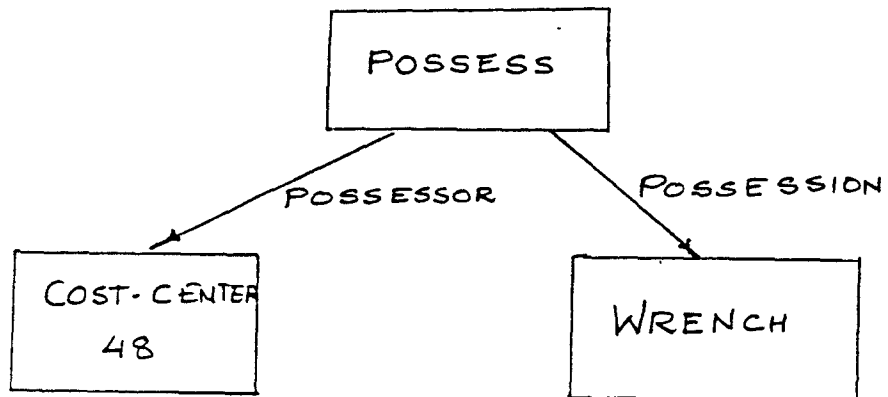 POSSESS
POSSESSOR
POSSESSION
COST-CENTER
48
WRENCH